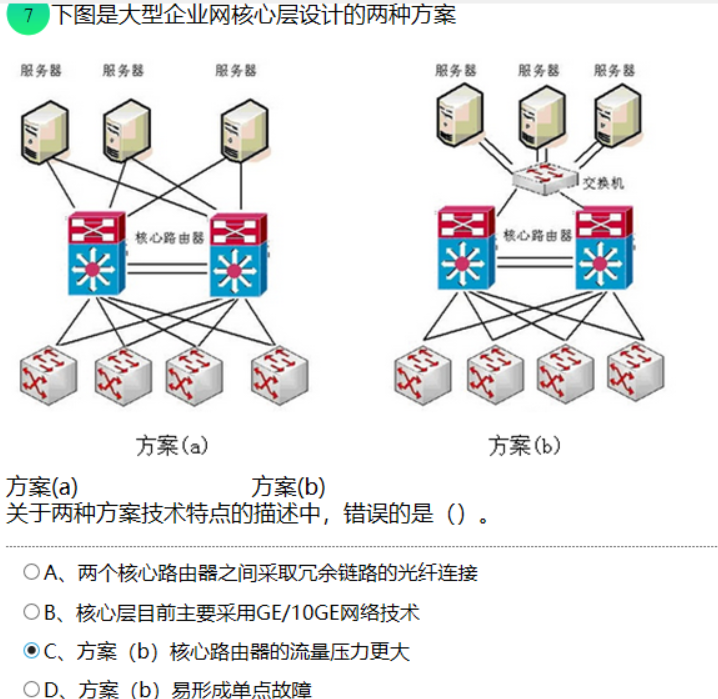 7 下图是大型企业网核心层设计的两种方案
服务器 服务器 服务器 服务器 服务器 服务器
交换机
核心路由器 核心路由器
方案(a) 方案(b)
方案(a) 方案(b)
关于两种方案技术特点的描述中，错误的是（）。
A、两个核心路由器之间采取冗余链路的光纤连接
B、核心层目前主要采用GE/10GE网络技术
C、方案（b）核心路由器的流量压力更大
D、方案（b）易形成单点故障